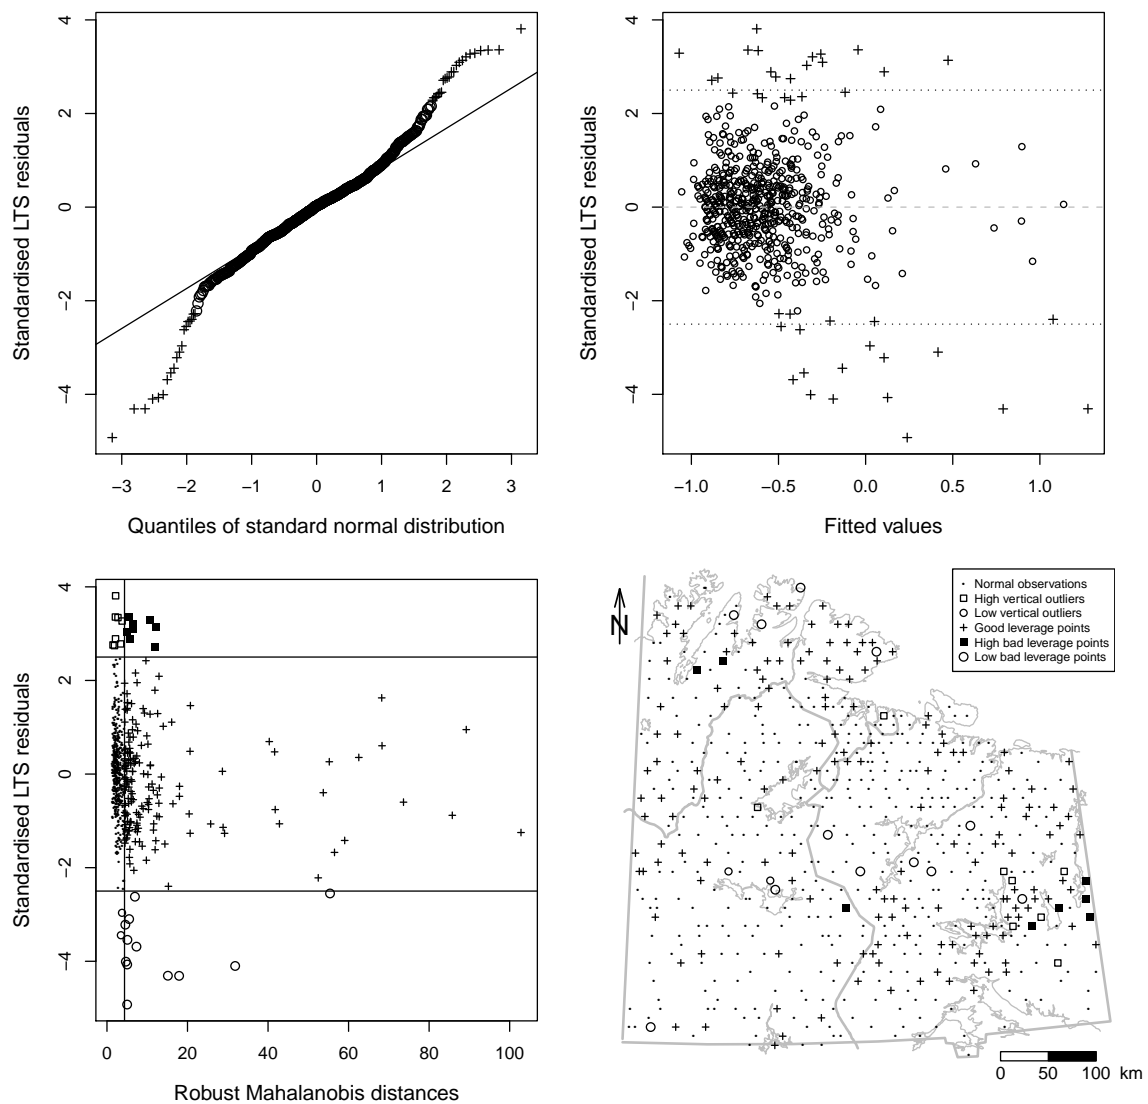 4
2
0
−2
−4
Standardised LTS residuals
−3 −2 −1 0 1 2 3
Quantiles of standard normal distribution
4
2
0
−2
−4
Standardised LTS residuals
−1.0 −0.5 0.0 0.5 1.0
Fitted values
4
2
0
−2
−4
Standardised LTS residuals
0 20 40 60 80 100
Robust Mahalanobis distances
N
Normal observations
High vertical outliers
Low vertical outliers
Good leverage points
High bad leverage points
Low bad leverage points
0 50 100 km